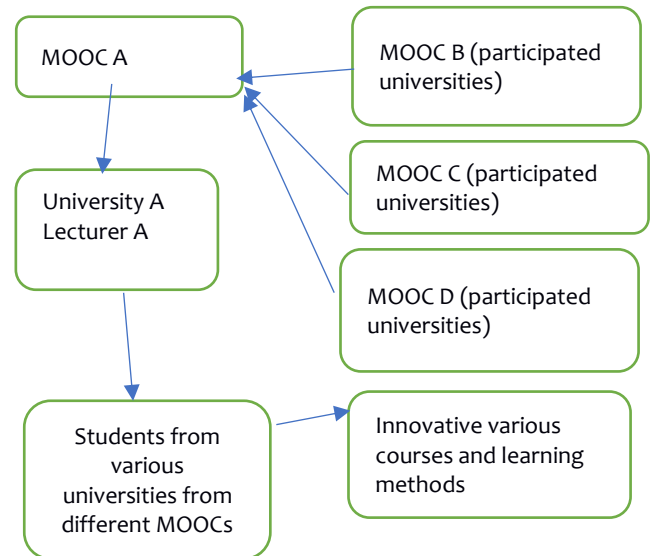 MOOC A
MOOC B (participated
universities)
MOOC C (participated
universities)
University A
Lecturer A
MOOC D (participated
universities)
Students from
various
universities from
different MOOCs
Innovative various
courses and learning
methods